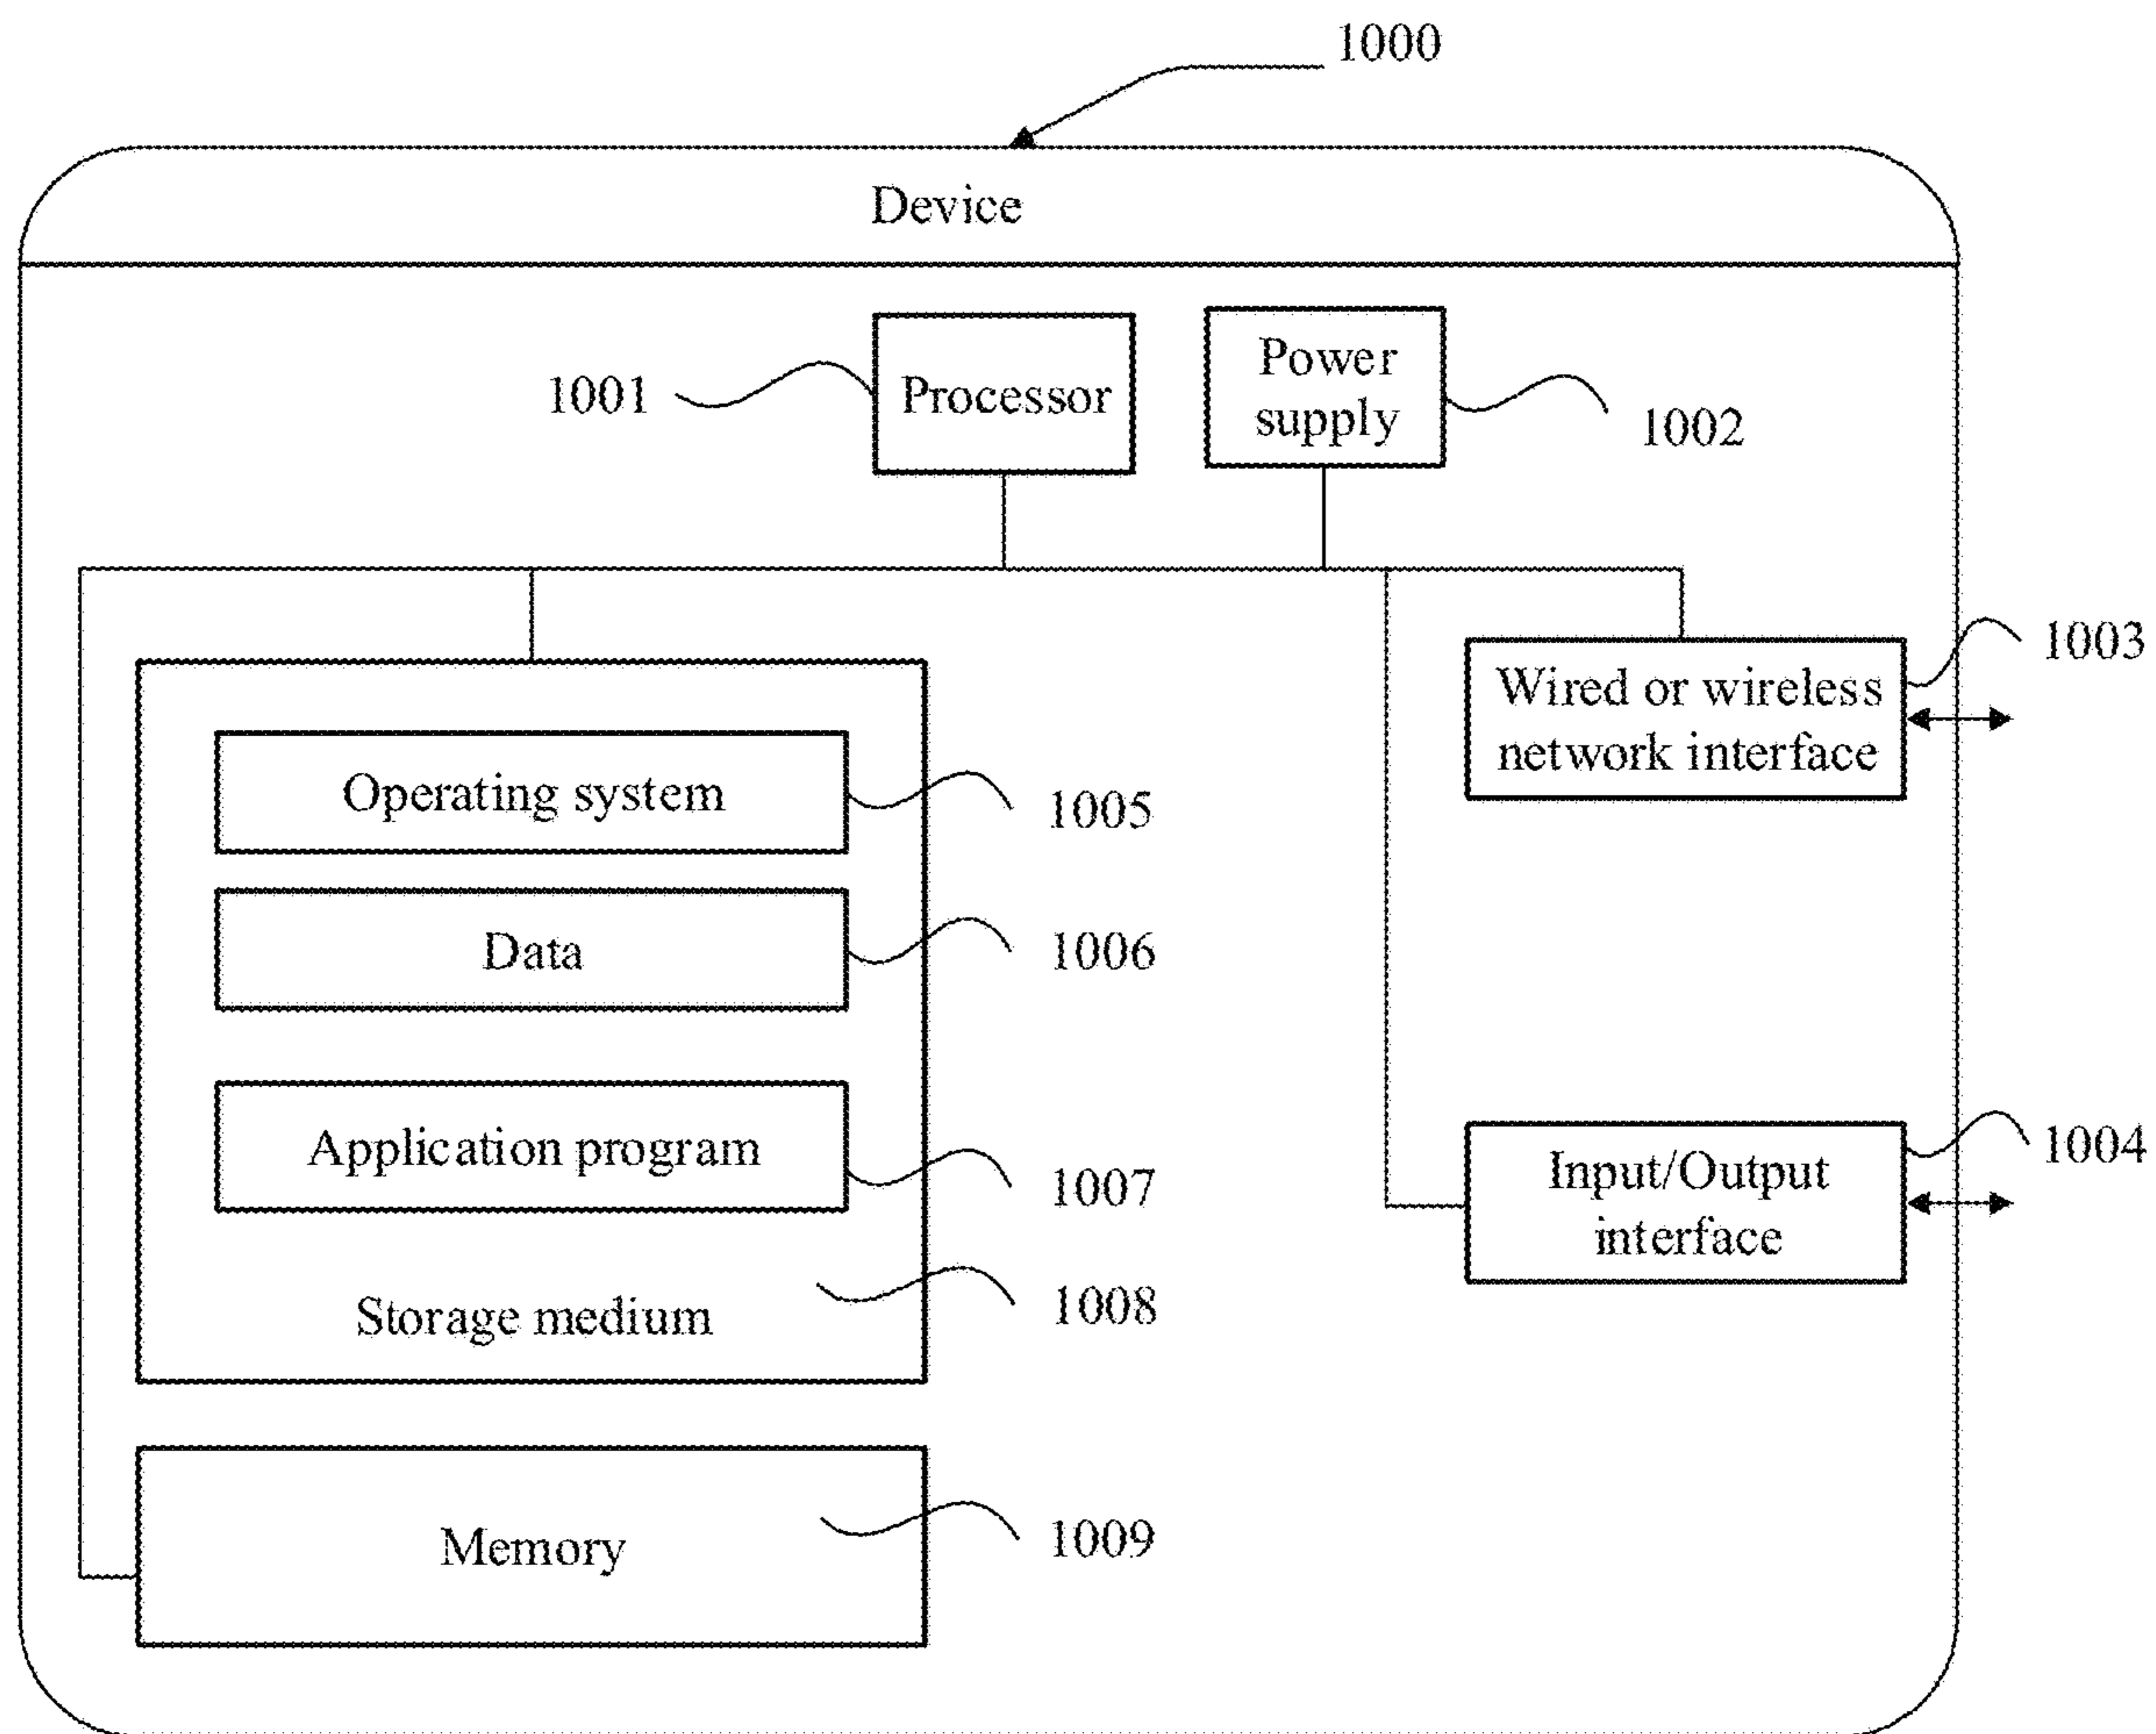 1000
Device
1001
Processor
Power
supply
1002
1003
Wired or wireless
network interface
Operating system
1005
Data
1006
Application program
1007
1004
Input/Output
interface
Storage medium
1008
Memory
1009